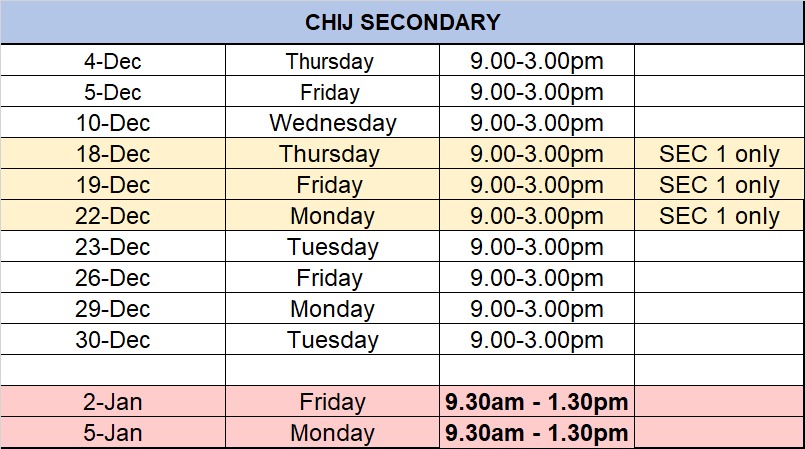 CHIJ SECONDARY
4-Dec Thursday 9.00-3.00pm
5-Dec Friday 9.00-3.00pm
10-Dec Wednesday 9.00-3.00pm
18-Dec Thursday 9.00-3.00pm SEC 1 only
19-Dec Friday 9.00-3.00pm SEC 1 only
22-Dec Monday 9.00-3.00pm SEC 1 only
23-Dec Tuesday 9.00-3.00pm
26-Dec Friday 9.00-3.00pm
29-Dec Monday 9.00-3.00pm
30-Dec Tuesday 9.00-3.00pm
2-Jan Friday 9.30am - 1.30pm
5-Jan Monday 9.30am - 1.30pm